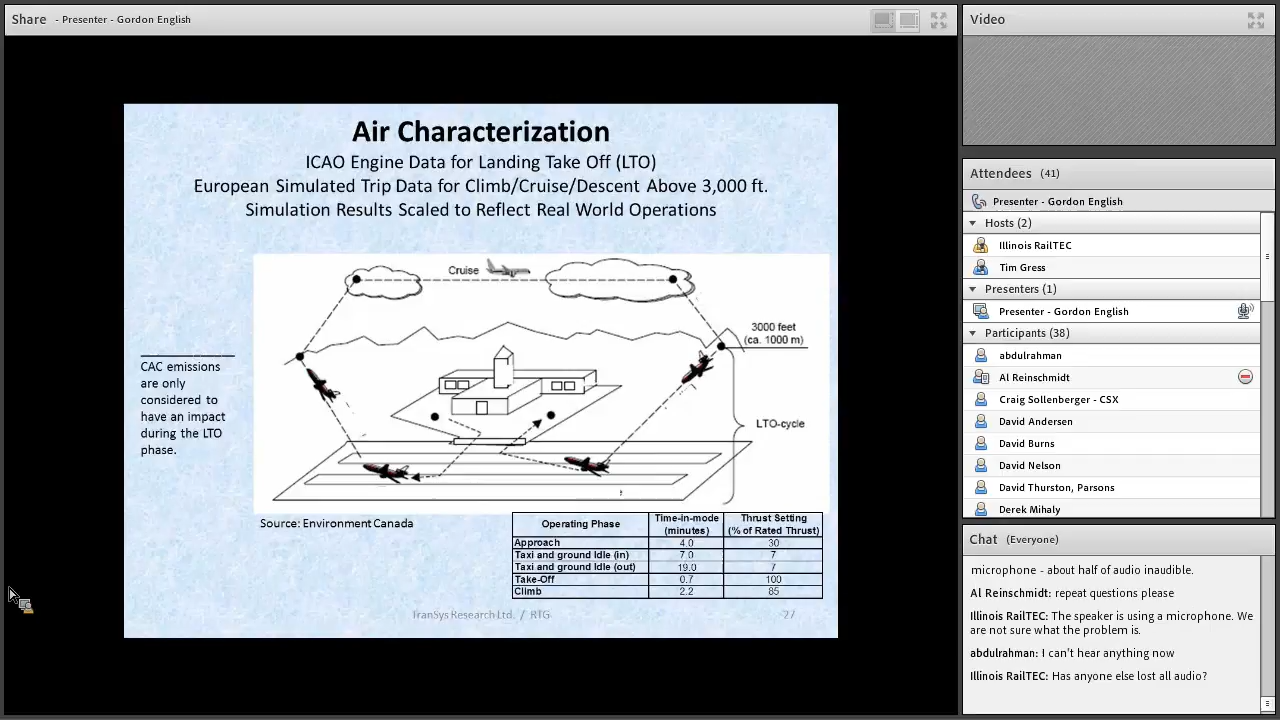 Share - Presenter - Gordon English
Air Characterization
ICAO Engine Data for Landing Take Off (LTO)
European Simulated Trip Data for Climb/Cruise/Descent Above 3,000 ft.
Simulation Results Scaled to Reflect Real World Operations
Cruise
3000 feet
(ca. 1000 m)
CAC emissions
are only
considered to
have an impact
during the LTO
phase.
LTO-cycle
Source: Environment Canada
Operating Phase Time-in-mode (minutes) Thrust Setting (% of Rated Thrust)
Approach 4.0 30
Taxi and ground Idle (in) 7.0 7
Taxi and ground Idle (out) 19.0 7
Take-Off 0.7 100
Climb 2.2 85
TranSys Research Ltd. / RTG
27
Video
Attendees (41)
Presenter - Gordon English
Hosts (2)
Illinois RailTEC
Tim Gress
Presenters (1)
Presenter - Gordon English
Participants (38)
abdulrahman
Al Reinschmidt
Craig Sollenberger - CSX
David Andersen
David Burns
David Nelson
David Thurston, Parsons
Derek Mihaly
Chat (Everyone)
microphone - about half of audio inaudible.
Al Reinschmidt: repeat questions please
Illinois RailTEC: The speaker is using a microphone. We
are not sure what the problem is.
abdulrahman: I can't hear anything now
Illinois RailTEC: Has anyone else lost all audio?